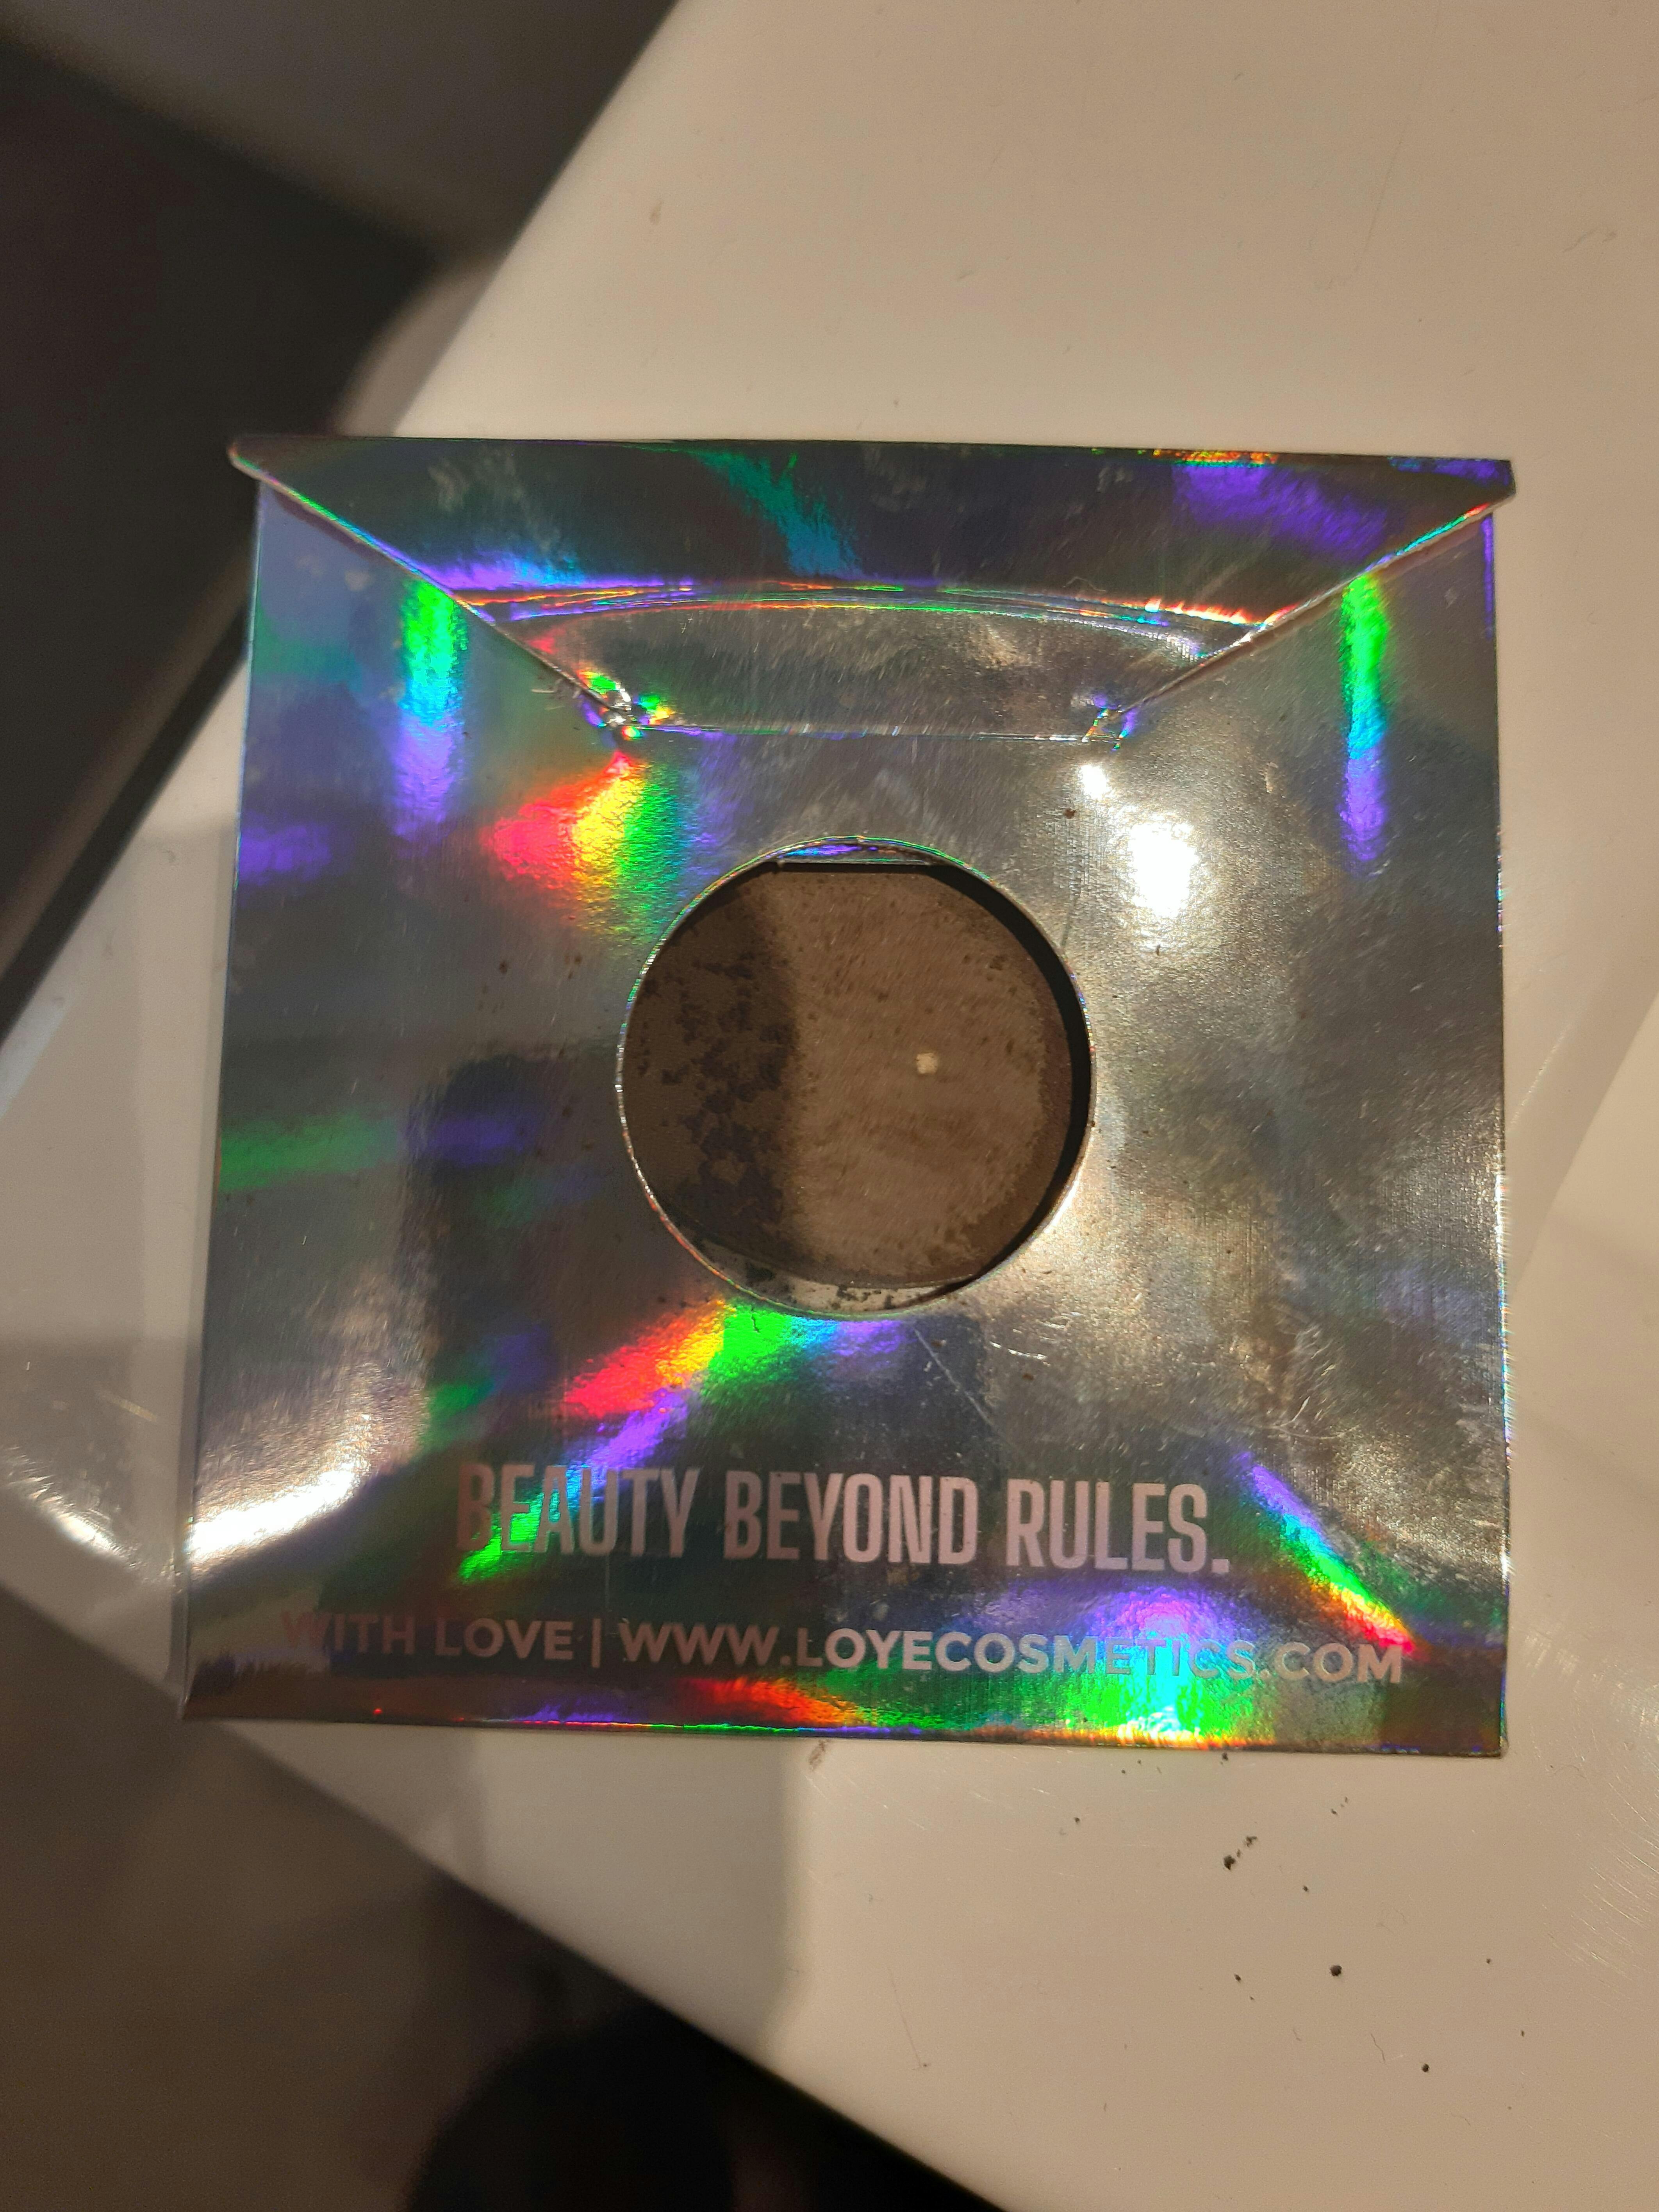 BEAUTY BEYOND RULES.
WITH LOVE | WWW.LOYECOSMETICS.COM